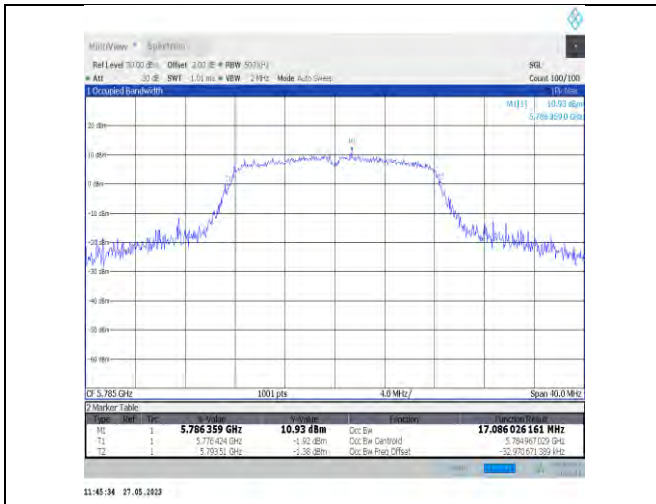 MultiView Spectrum
Ref Level 30.00 dBm Offset 2.00 dB RBW 500 kHz SGL
Att 30 dB SWT 1.01 ms VBW 2 MHz Mode Auto Sweep Count 100/100
1 Occupied Bandwidth 1Pk Max
M1[1] 10.93 dBm
5.786 359 0 GHz
20 dBm
M1
10 dBm
0 dBm
-10 dBm
-20 dBm
-30 dBm
-40 dBm
-50 dBm
-60 dBm
CF 5.785 GHz 1001 pts 4.0 MHz/ Span 40.0 MHz
2 Marker Table
Type Ref Trc X-Value Y-Value Function Function Result
M1 1 5.786 359 GHz 10.93 dBm Occ Bw 17.086 026 161 MHz
T1 1 5.776 424 GHz -1.92 dBm Occ Bw Centroid 5.784 967 029 GHz
T2 1 5.793 51 GHz -1.38 dBm Occ Bw Freq Offset -32.970 671 389 kHz
11:45:34 27.05.2023